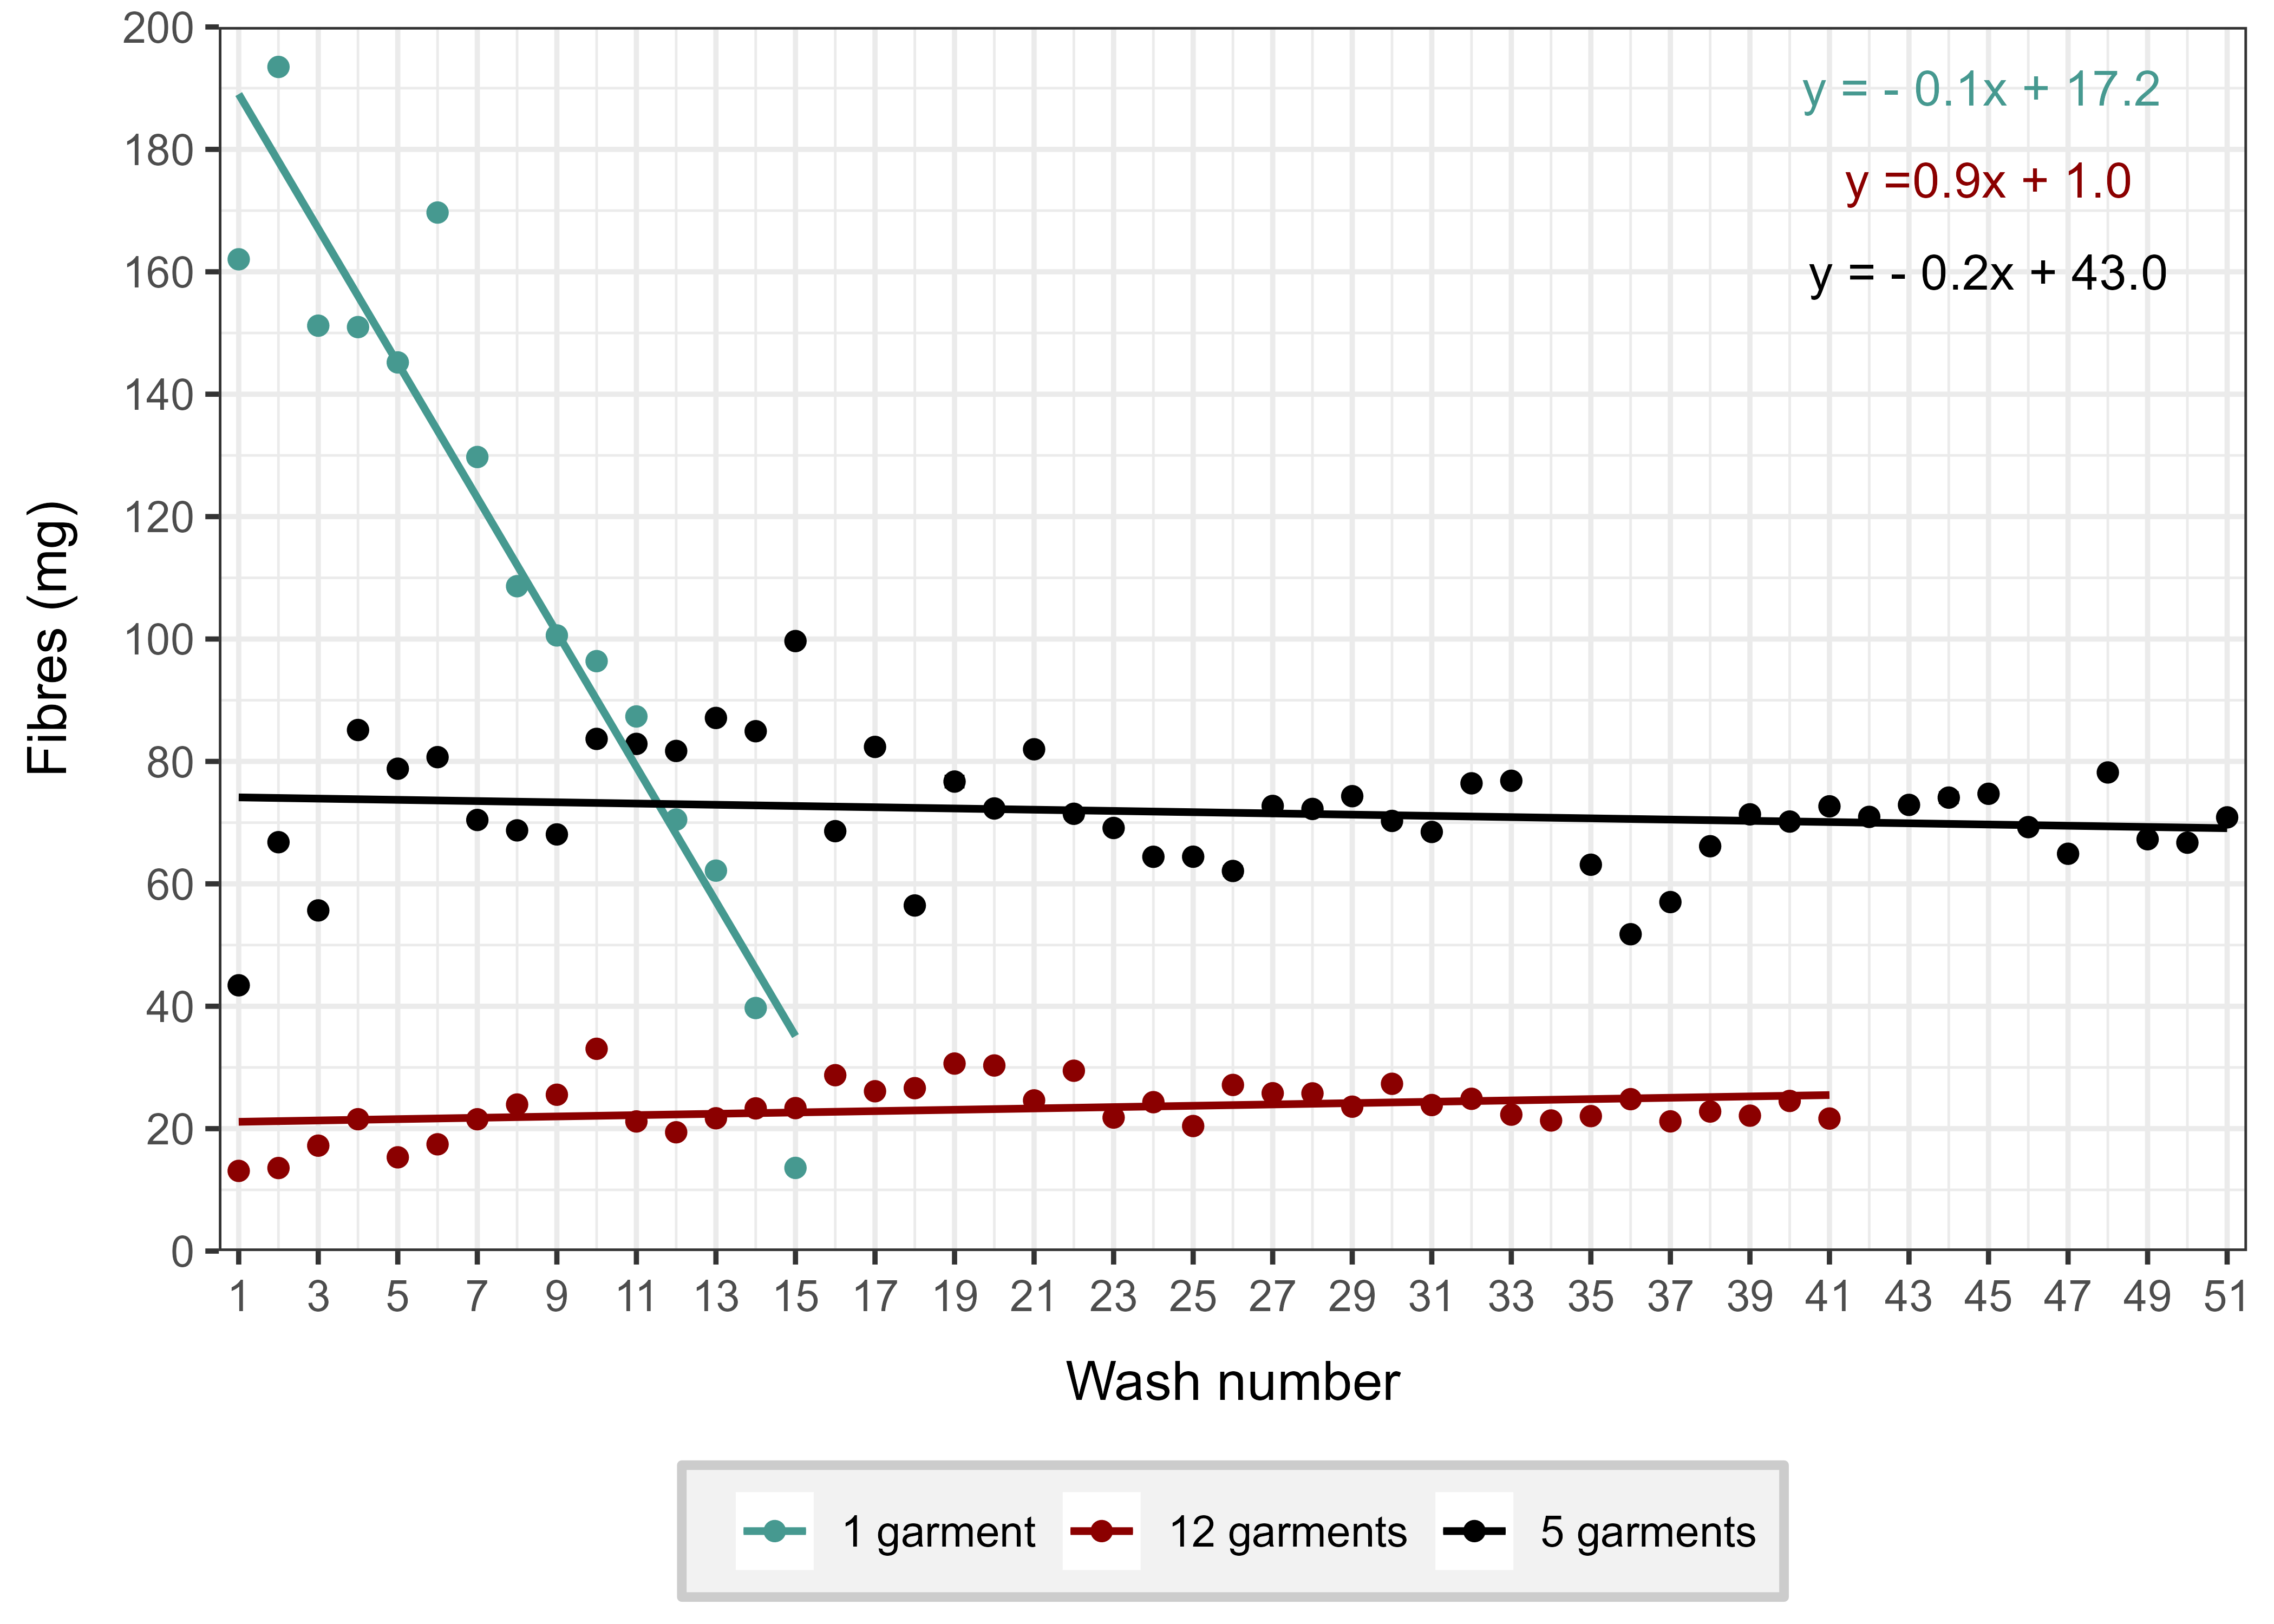 200
180
160
140
120
100
80
60
40
20
0
Fibres (mg)
y = - 0.1x + 17.2
y =0.9x + 1.0
y = - 0.2x + 43.0
1 3 5 7 9 11 13 15 17 19 21 23 25 27 29 31 33 35 37 39 41 43 45 47 49 51
Wash number
1 garment 12 garments 5 garments